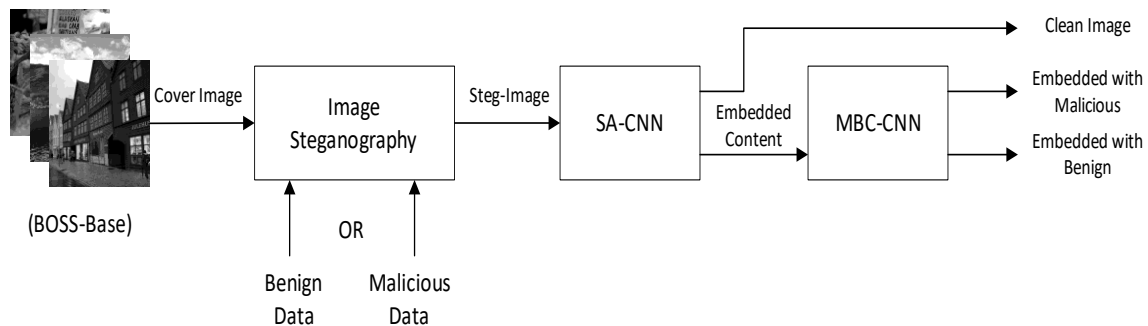 Cover Image
(BOSS-Base)
Image
Steganography
Benign
Data
OR
Malicious
Data
Steg-Image
SA-CNN
Embedded
Content
MBC-CNN
Clean Image
Embedded with
Malicious
Embedded with
Benign